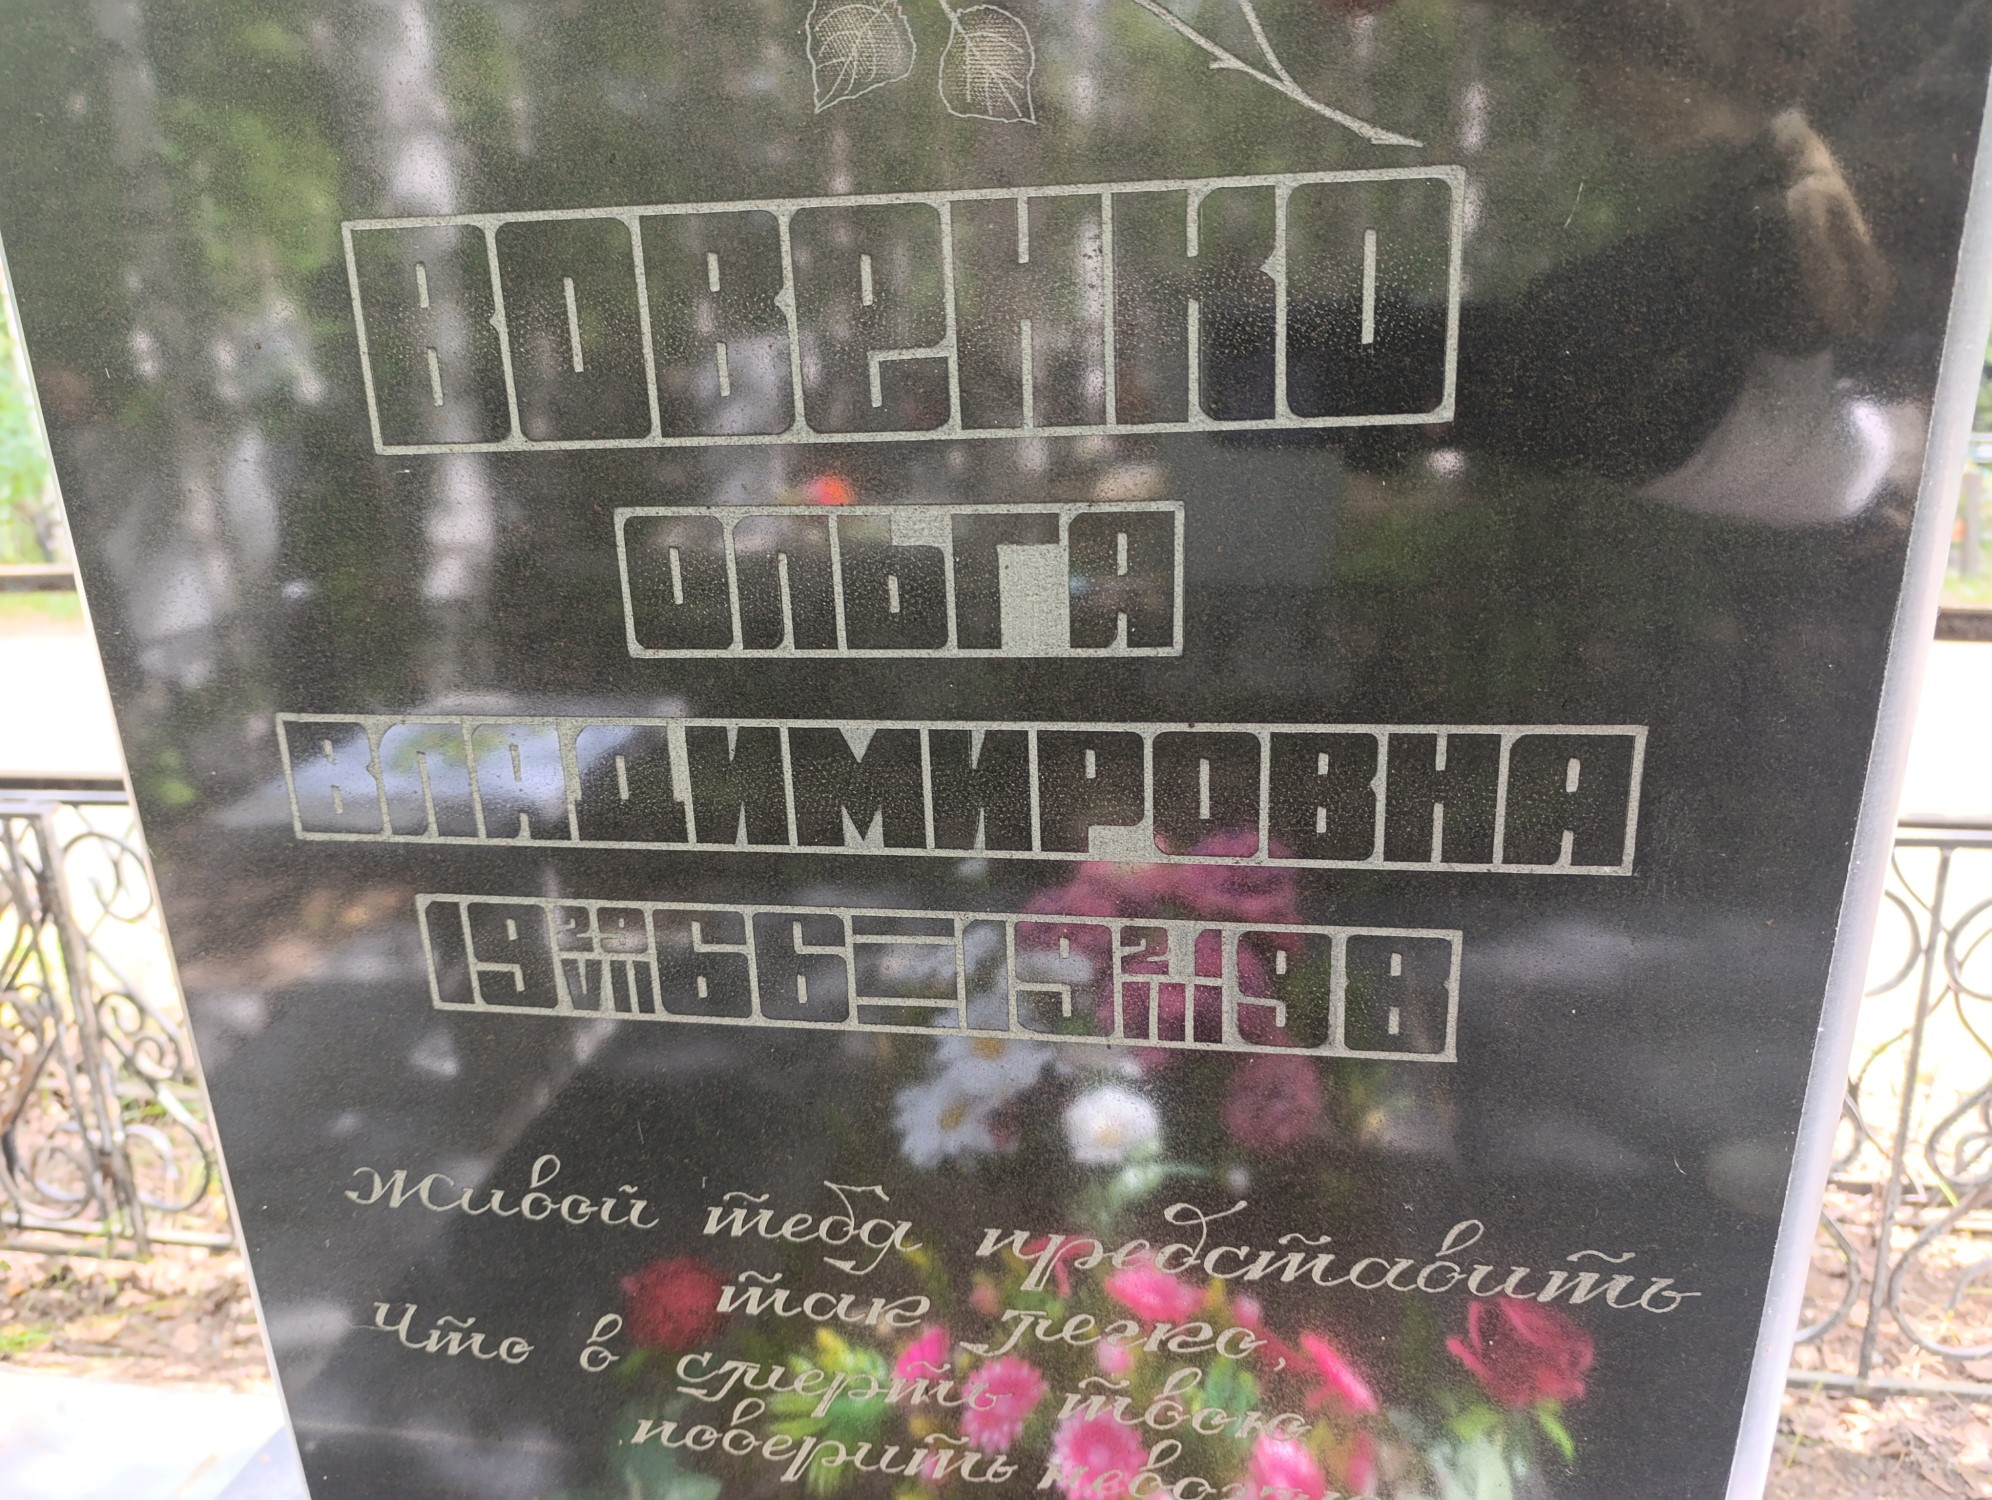 ВОВЕНКО
ОЛЬГА
ВЛАДИМИРОВНА
19 29/VII 66 = 19 21/III 98
Живой тебя представить
так легко,
Что в смерть твою
поверить